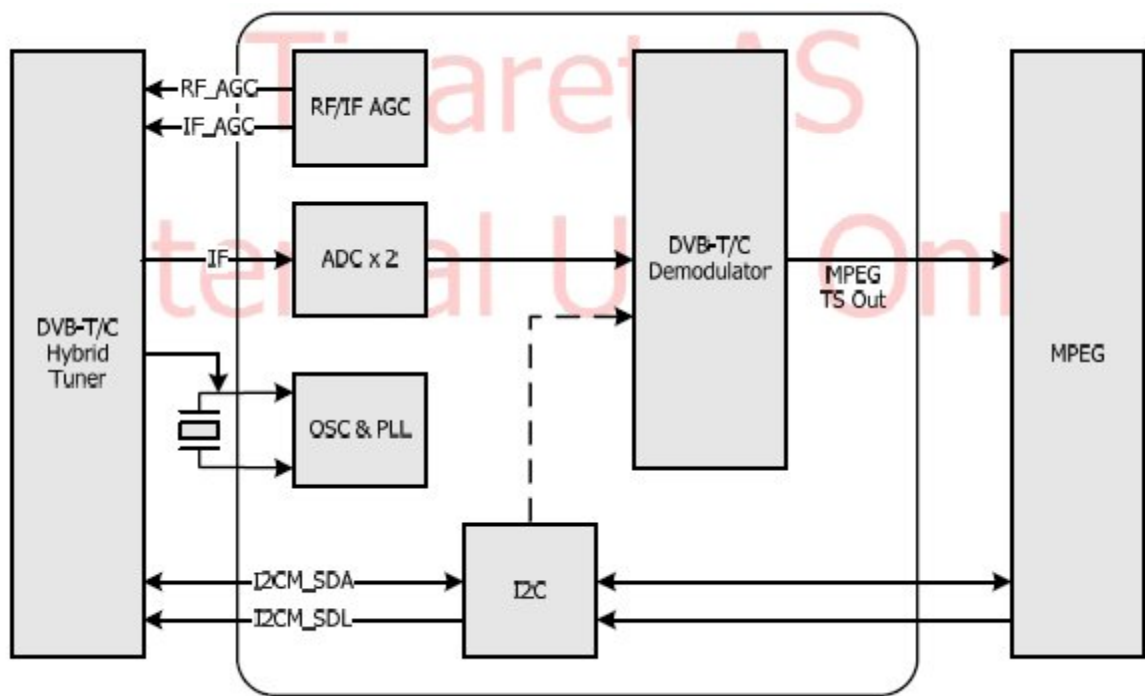 AS
RF_AGC
IF_AGC
RF/IF AGC
IF
ADC x 2
DVB-T/C
Demodulator
MPEG
TS Out
DVB-T/C
Hybrid
Tuner
MPEG
OSC & PLL
I2CM_SDA
I2CM_SDL
I2C